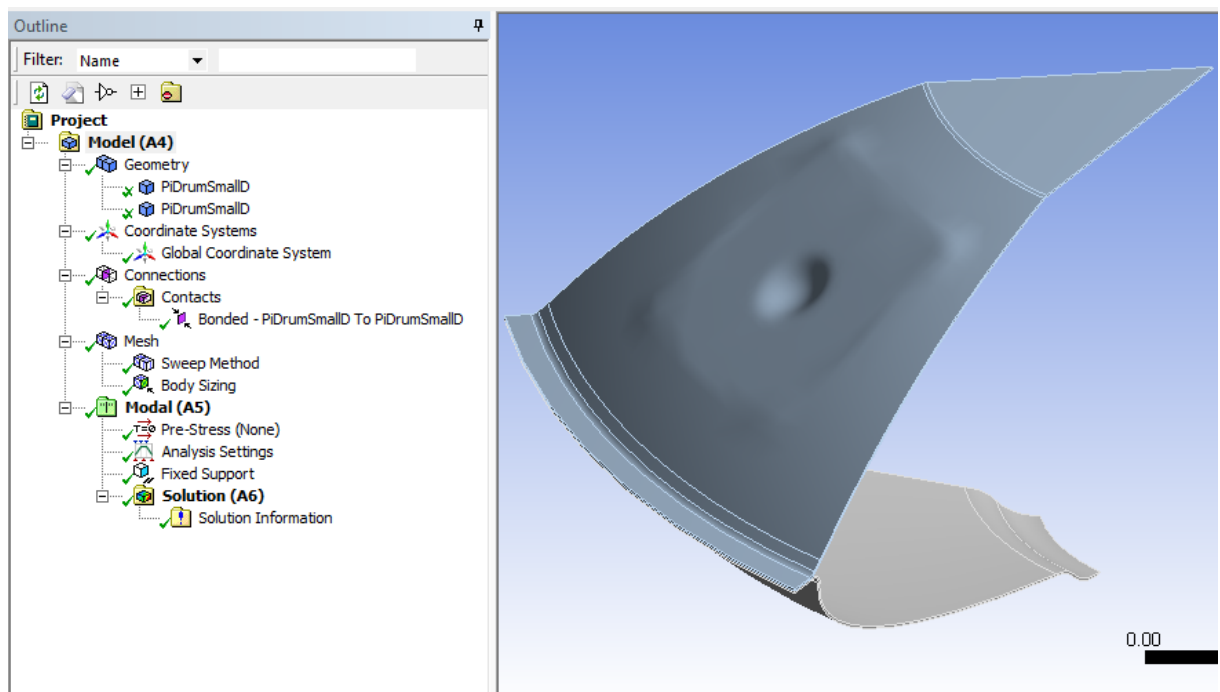 Outline
Filter: Name
Project
Model (A4)
Geometry
PiDrumSmallD
PiDrumSmallD
Coordinate Systems
Global Coordinate System
Connections
Contacts
Bonded - PiDrumSmallD To PiDrumSmallD
Mesh
Sweep Method
Body Sizing
Modal (A5)
T=0 Pre-Stress (None)
Analysis Settings
Fixed Support
Solution (A6)
Solution Information
0.00